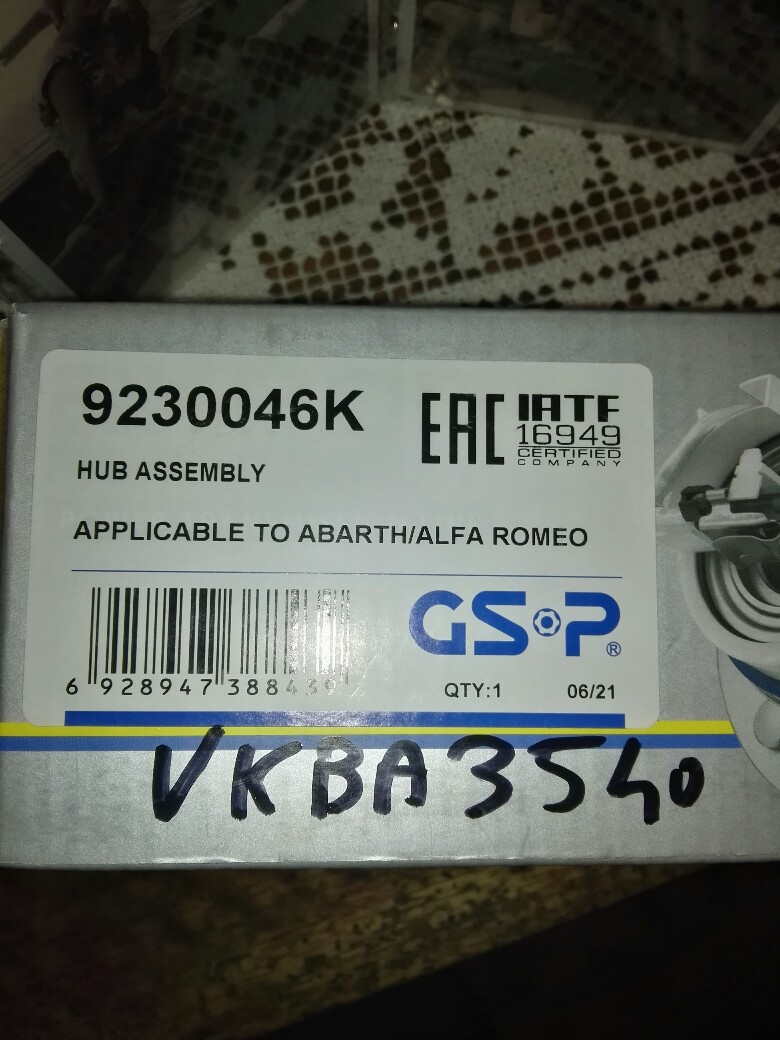 9230046K
EAC
IATF
16949
CERTIFIED
COMPANY
HUB ASSEMBLY
APPLICABLE TO ABARTH/ALFA ROMEO
GSP®
6 928947 388439
QTY:1
06/21
VKBA3540